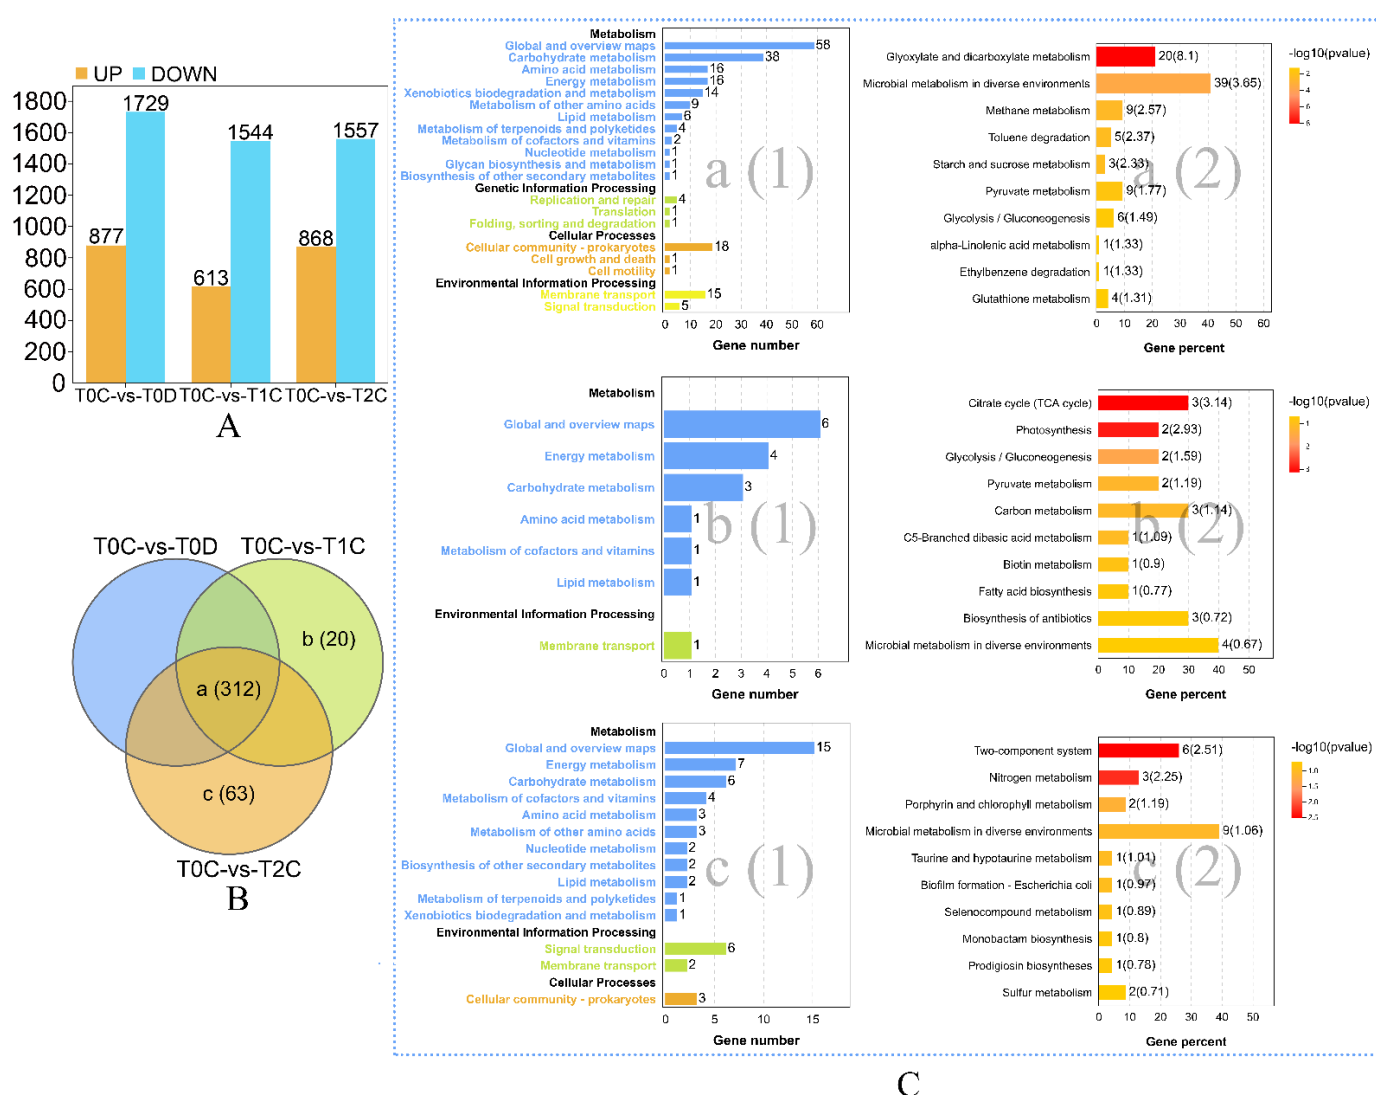 UP DOWN
1800
1600
1400
1200
1000
800
600
400
200
0
1729
1544
1557
877
613
868
T0C-vs-T0D T0C-vs-T1C T0C-vs-T2C
A
T0C-vs-T0D T0C-vs-T1C
b (20)
a (312)
c (63)
T0C-vs-T2C
B
Metabolism
Global and overview maps 58
Carbohydrate metabolism 38
Amino acid metabolism 16
Energy metabolism 16
Xenobiotics biodegradation and metabolism 14
Metabolism of other amino acids 9
Lipid metabolism 6
Metabolism of terpenoids and polyketides 4
Metabolism of cofactors and vitamins 2
Nucleotide metabolism 1
Glycan biosynthesis and metabolism 1
Biosynthesis of other secondary metabolites 1
Genetic Information Processing
Replication and repair 4
Translation 1
Folding, sorting and degradation 1
Cellular Processes
Cellular community - prokaryotes 18
Cell growth and death 1
Cell motility 1
Environmental Information Processing
Membrane transport 15
Signal transduction 5
0 10 20 30 40 50 60
Gene number
a (1)
Glyoxylate and dicarboxylate metabolism 20(8.1)
Microbial metabolism in diverse environments 39(3.65)
Methane metabolism 9(2.57)
Toluene degradation 5(2.37)
Starch and sucrose metabolism 3(2.33)
Pyruvate metabolism 9(1.77)
Glycolysis / Gluconeogenesis 6(1.49)
alpha-Linolenic acid metabolism 1(1.33)
Ethylbenzene degradation 1(1.33)
Glutathione metabolism 4(1.31)
0 10 20 30 40 50 60
Gene percent
a (2)
-log10(pvalue)
2
4
6
Metabolism
Global and overview maps 6
Energy metabolism 4
Carbohydrate metabolism 3
Amino acid metabolism 1
Metabolism of cofactors and vitamins 1
Lipid metabolism 1
Environmental Information Processing
Membrane transport 1
0 1 2 3 4 5 6
Gene number
b (1)
Citrate cycle (TCA cycle) 3(3.14)
Photosynthesis 2(2.93)
Glycolysis / Gluconeogenesis 2(1.59)
Pyruvate metabolism 2(1.19)
Carbon metabolism 3(1.14)
C5-Branched dibasic acid metabolism 1(1.09)
Biotin metabolism 1(0.9)
Fatty acid biosynthesis 1(0.77)
Biosynthesis of antibiotics 3(0.72)
Microbial metabolism in diverse environments 4(0.67)
0 10 20 30 40 50
Gene percent
b (2)
-log10(pvalue)
1
2
3
Metabolism
Global and overview maps 15
Energy metabolism 7
Carbohydrate metabolism 6
Metabolism of cofactors and vitamins 4
Amino acid metabolism 3
Metabolism of other amino acids 3
Nucleotide metabolism 2
Biosynthesis of other secondary metabolites 2
Lipid metabolism 2
Metabolism of terpenoids and polyketides 1
Xenobiotics biodegradation and metabolism 1
Environmental Information Processing
Signal transduction 6
Membrane transport 2
Cellular Processes
Cellular community - prokaryotes 3
0 5 10 15
Gene number
c (1)
Two-component system 6(2.51)
Nitrogen metabolism 3(2.25)
Porphyrin and chlorophyll metabolism 2(1.19)
Microbial metabolism in diverse environments 9(1.06)
Taurine and hypotaurine metabolism 1(1.01)
Biofilm formation - Escherichia coli 1(0.97)
Selenocompound metabolism 1(0.89)
Monobactam biosynthesis 1(0.8)
Prodigiosin biosyntheses 1(0.78)
Sulfur metabolism 2(0.71)
0 10 20 30 40 50
Gene percent
c (2)
-log10(pvalue)
1.0
1.5
2.0
2.5
C